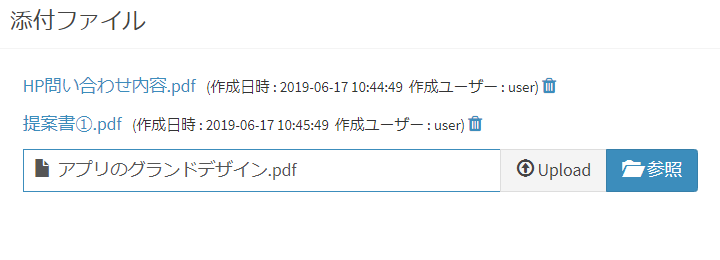 添付ファイル
HP問い合わせ内容.pdf (作成日時 : 2019-06-17 10:44:49 作成ユーザー : user)
提案書①.pdf (作成日時 : 2019-06-17 10:45:49 作成ユーザー : user)
アプリのグランドデザイン.pdf Upload 参照